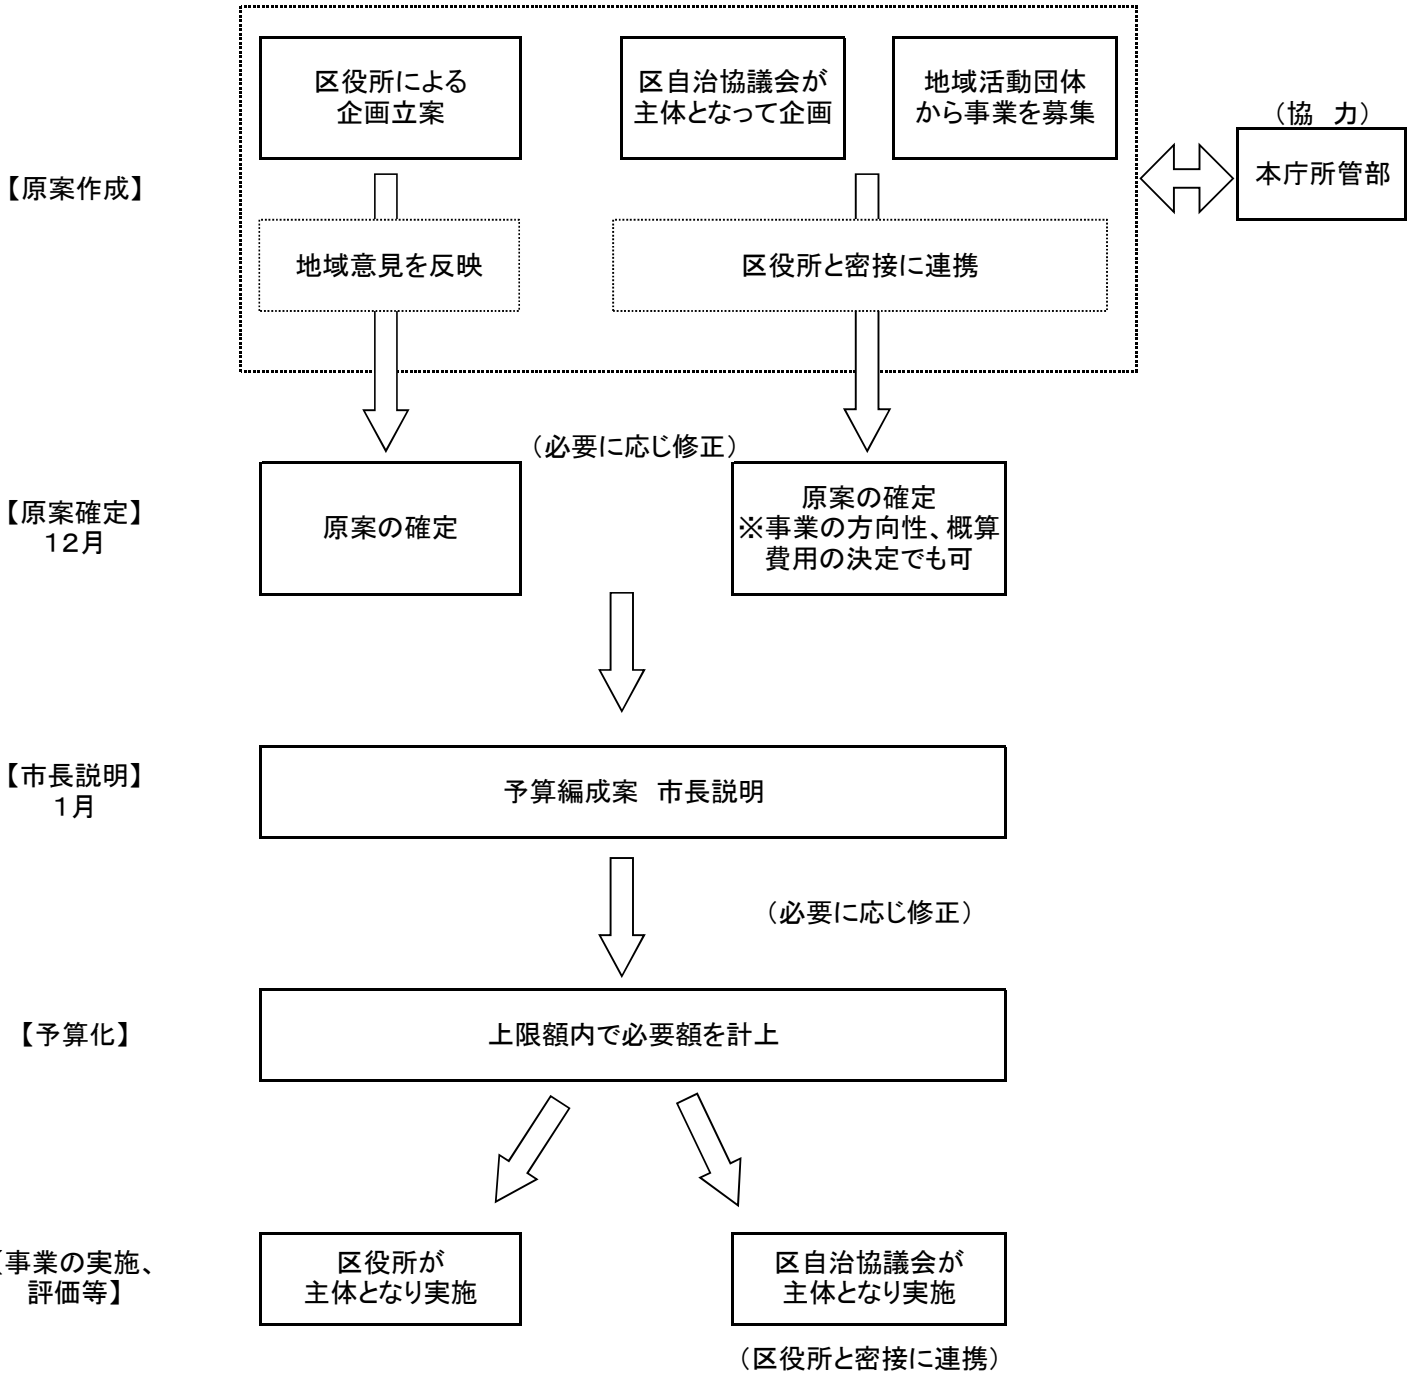 区役所による
企画立案
区自治協議会が
主体となって企画
地域活動団体
から事業を募集
（協　力）
本庁所管部
【原案作成】
地域意見を反映
区役所と密接に連携
（必要に応じ修正）
【原案確定】
１２月
原案の確定
原案の確定
※事業の方向性、概算
費用の決定でも可
【市長説明】
１月
予算編成案　市長説明
（必要に応じ修正）
【予算化】
上限額内で必要額を計上
【事業の実施、
評価等】
区役所が
主体となり実施
区自治協議会が
主体となり実施
（区役所と密接に連携）